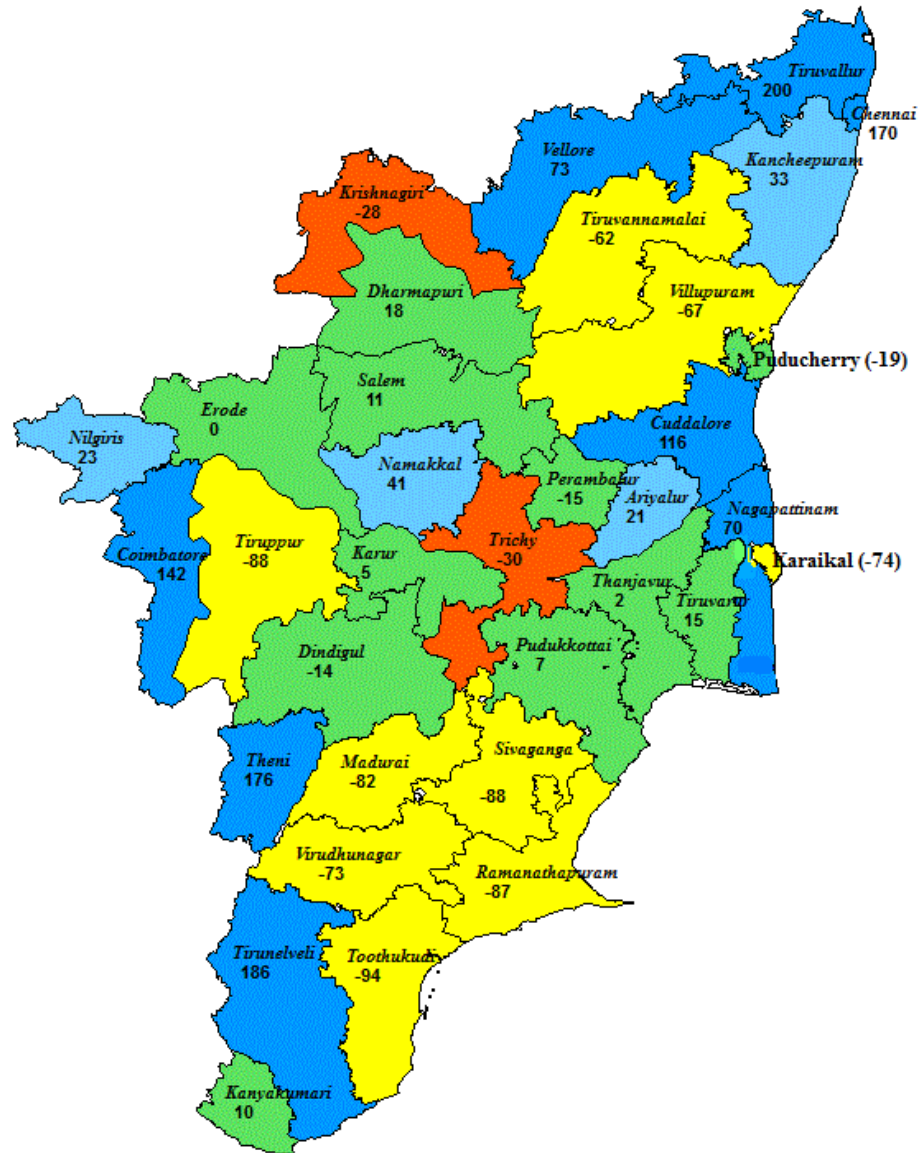 Tiruvallur
200
Chennai
170
Vellore
73
Kancheepuram
33
Krishnagiri
-28
Tiruvannamalai
-62
Dharmapuri
18
Villupuram
-67
Puducherry (-19)
Salem
11
Erode
0
Cuddalore
116
Nilgiris
23
Namakkal
41
Perambalur
-15
Ariyalur
21
Nagapattinam
70
Coimbatore
142
Tiruppur
-88
Karur
5
Trichy
-30
Karaikal (-74)
Thanjavur
2
Tiruvarur
15
Dindigul
-14
Pudukkottai
7
Theni
176
Madurai
-82
Sivaganga
-88
Virudhunagar
-73
Ramanathapuram
-87
Tirunelveli
186
Toothukudi
-94
Kanyakumari
10